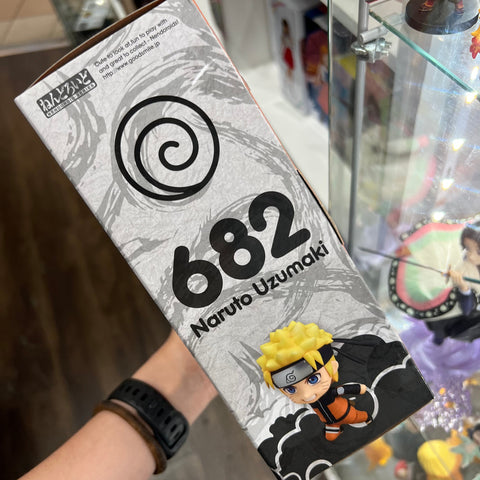 Cute to look at fun to play with
and great to collect - Nendoroids!
http://www.goodsmile.jp
ねんどろいど
682
Naruto Uzumaki